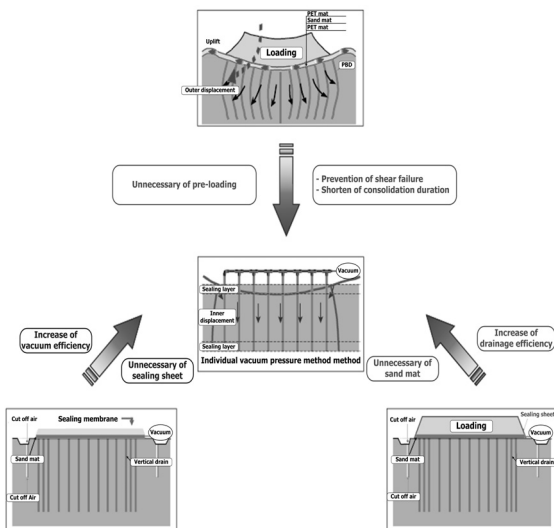 PET mat
Sand mat
PET mat
Uplift
Loading
PBD
Outer displacement
Unnecessary of pre-loading
- Prevention of shear failure
- Shorten of consolidation duration
Vacuum
Sealing layer
Inner
displacement
Sealing layer
Individual vacuum pressure method method
Increase of
vacuum efficiency
Unnecessary of
sealing sheet
Unnecessary of
sand mat
Increase of
drainage efficiency
Cut off air
Sealing membrane
Vacuum
Sand mat
Vertical drain
Cut off Air
Cut off air
Loading
Sealing sheet
Vacuum
Sand mat
Vertical drain
Cut off air